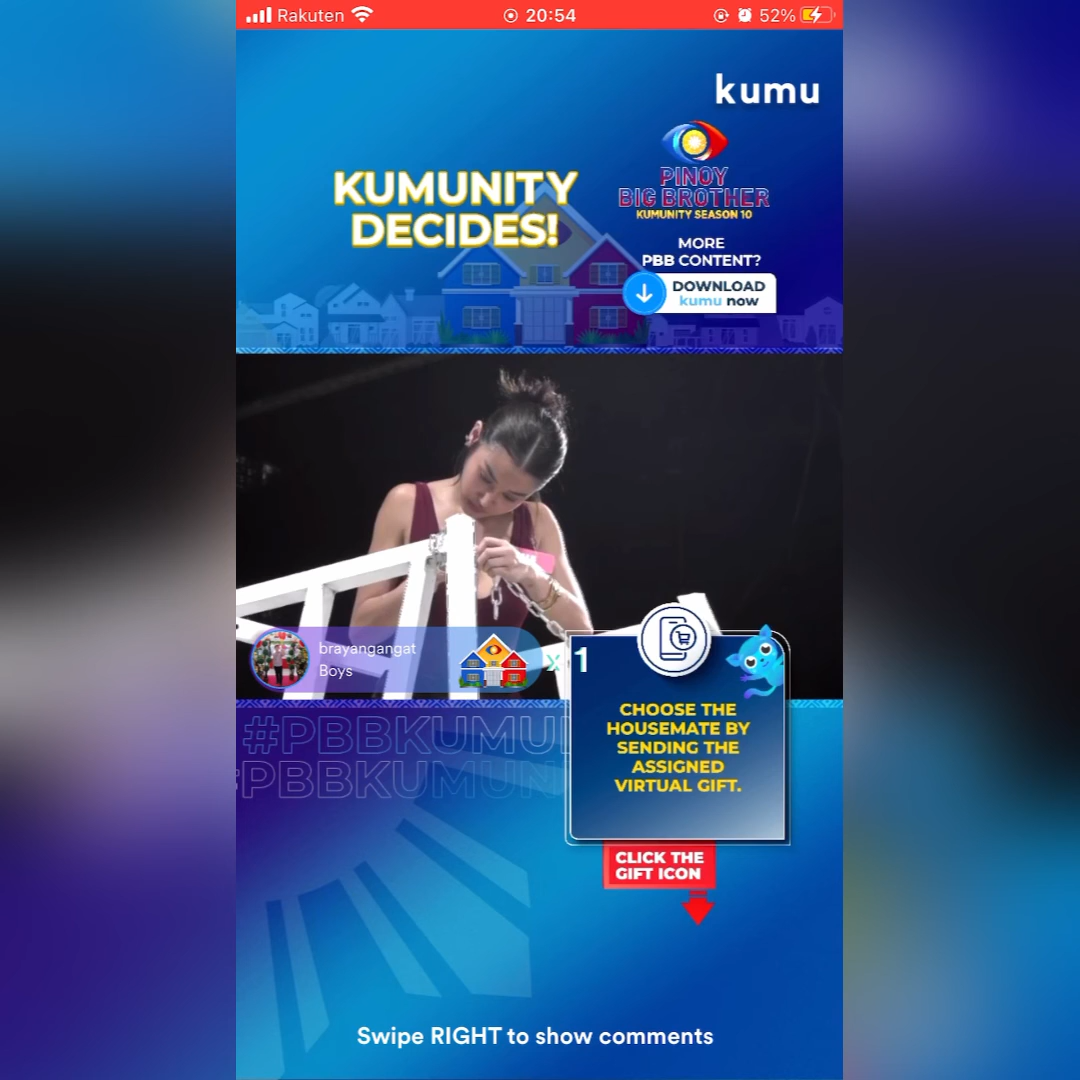 Rakuten 20:54 52%
kumu
KUMUNITY
DECIDES!
PINOY
BIG BROTHER
KUMUNITY SEASON 10
MORE
PBB CONTENT?
DOWNLOAD
kumu now
brayangangat
Boys
x 1
CHOOSE THE
HOUSEMATE BY
SENDING THE
ASSIGNED
VIRTUAL GIFT.
#PBBKUMUN
#PBBKUMUN
CLICK THE
GIFT ICON
Swipe RIGHT to show comments